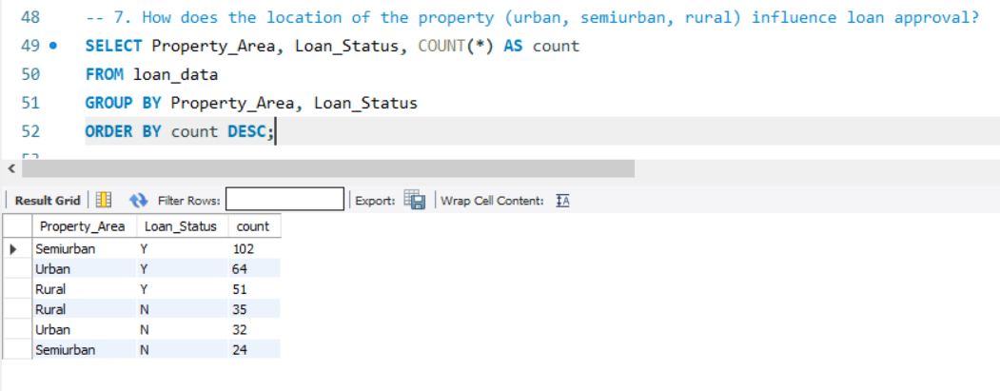 48 -- 7. How does the location of the property (urban, semiurban, rural) influence loan approval?
49 SELECT Property_Area, Loan_Status, COUNT(*) AS count
50 FROM loan_data
51 GROUP BY Property_Area, Loan_Status
52 ORDER BY count DESC;
Result Grid Filter Rows: Export: Wrap Cell Content:
Property_Area Loan_Status count
Semiurban Y 102
Urban Y 64
Rural Y 51
Rural N 35
Urban N 32
Semiurban N 24